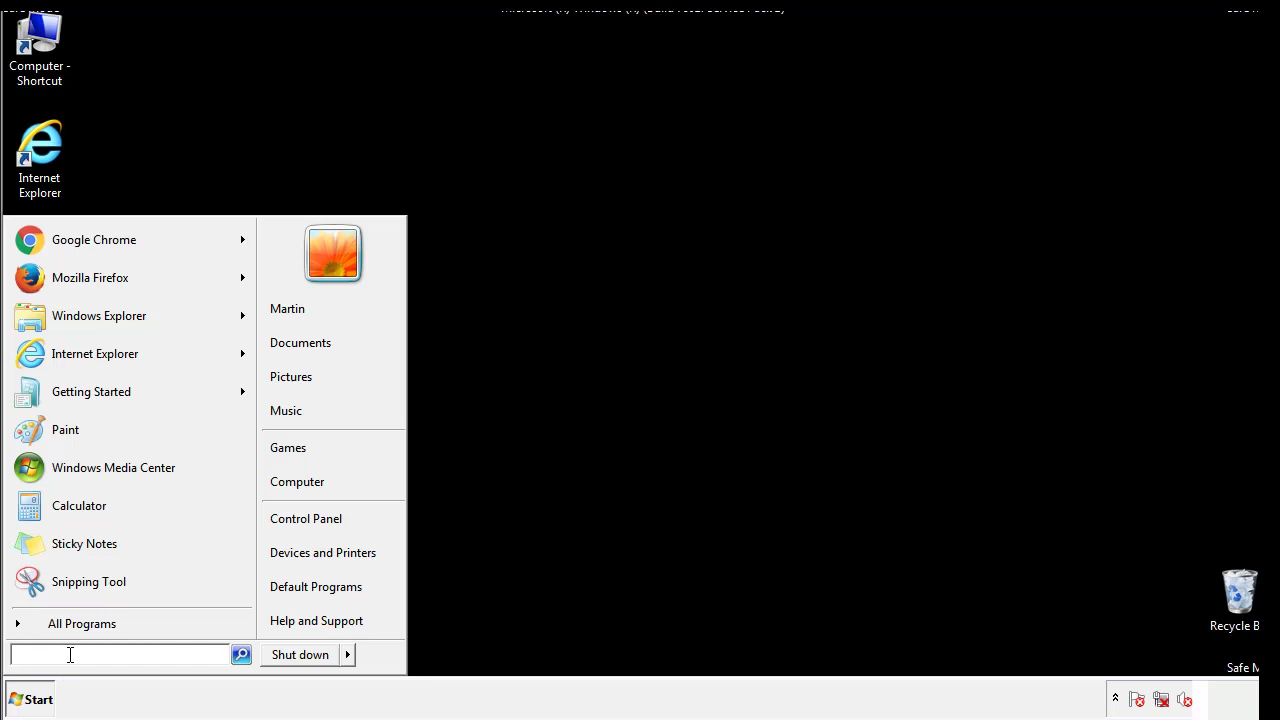 Computer -
Shortcut
Internet
Explorer
Google Chrome
Mozilla Firefox
Windows Explorer
Internet Explorer
Getting Started
Paint
Windows Media Center
Calculator
Sticky Notes
Snipping Tool
All Programs
Martin
Documents
Pictures
Music
Games
Computer
Control Panel
Devices and Printers
Default Programs
Help and Support
Shut down
Recycle B
Safe M
Start